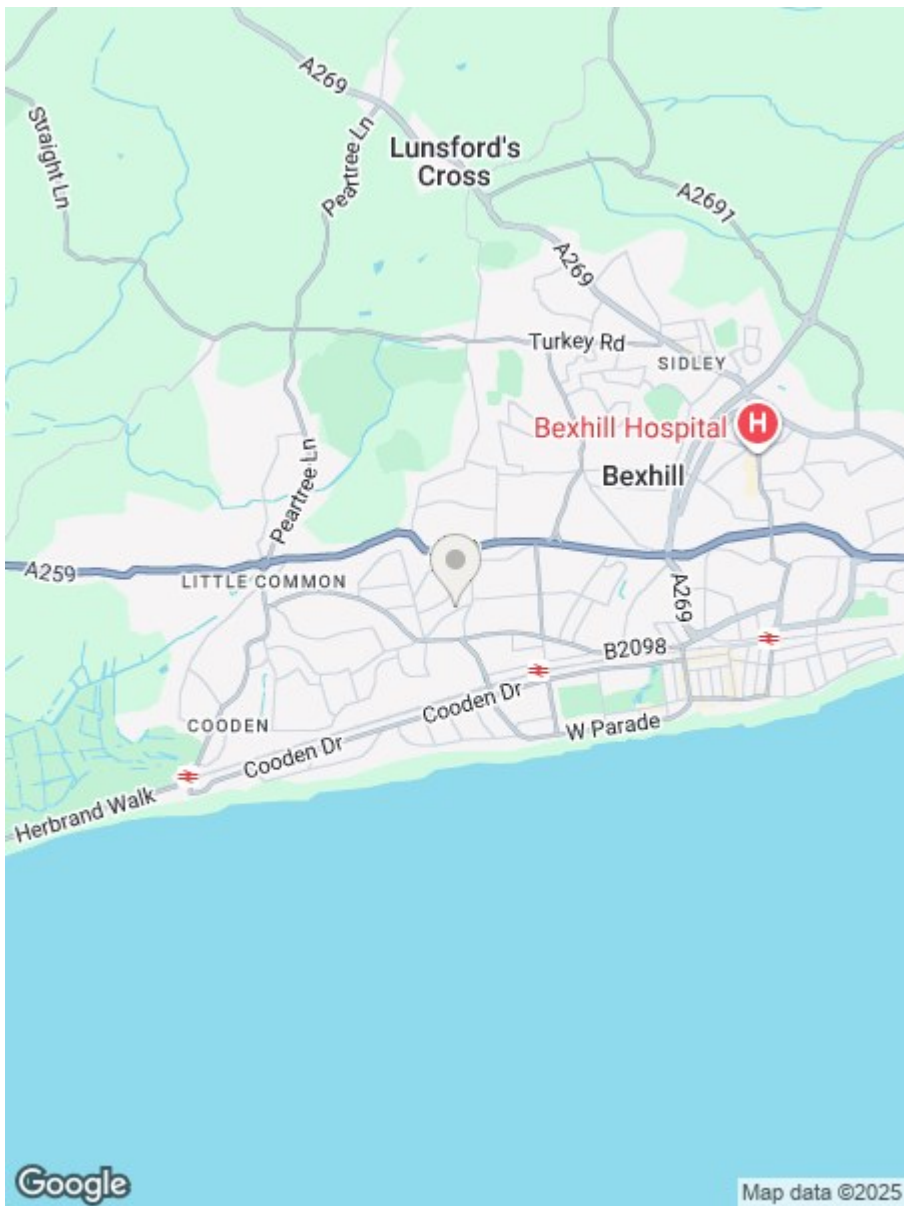 A269
Straight Ln
Peartree Ln
Lunsford's
Cross
A2691
A269
Turkey Rd
SIDLEY
Bexhill Hospital
H
Bexhill
Peartree Ln
A259
LITTLE COMMON
A269
B2098
Cooden Dr
COODEN
W Parade
Cooden Dr
Herbrand Walk
Google
Map data ©2025